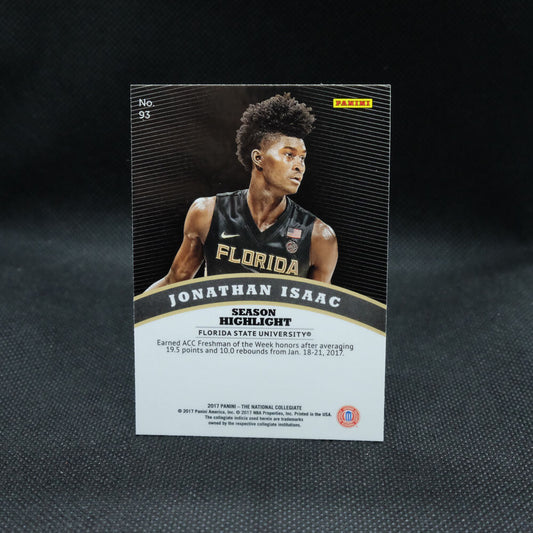 No.
93
PANINI
FLORIDA
JONATHAN ISAAC
SEASON
HIGHLIGHT
FLORIDA STATE UNIVERSITY®
Earned ACC Freshman of the Week honors after averaging
19.5 points and 10.0 rebounds from Jan. 18-21, 2017.
2017 PANINI - THE NATIONAL COLLEGIATE
© 2017 Panini America, Inc. © 2017 NBA Properties, Inc. Printed in the USA.
The collegiate indicia used herein are trademarks
owned by the respective collegiate institutions.